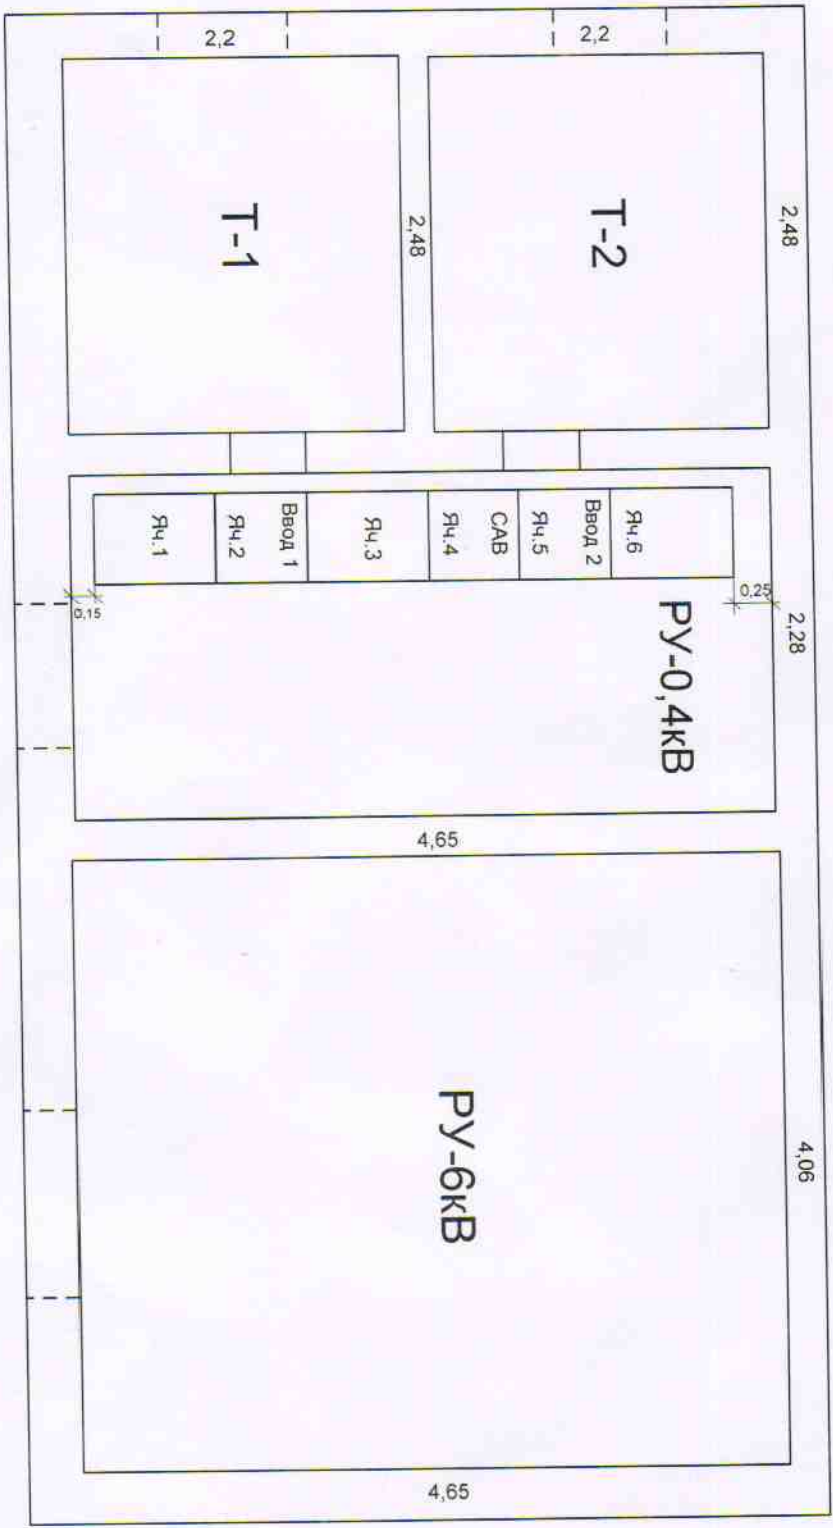 2,2
2,2
Т-1
2,48
Т-2
2,48
Яч.1
Яч.2
Ввод 1
Яч.3
Яч.4
САВ
Яч.5
Ввод 2
Яч.6
0,15
0,25
2,28
РУ-0,4кВ
4,65
РУ-6кВ
4,06
4,65